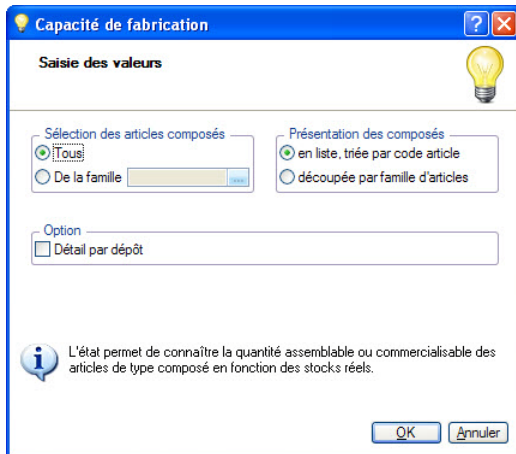 Capacité de fabrication
Saisie des valeurs
Sélection des articles composés
Tous
De la famille
...
Présentation des composés
en liste, triée par code article
découpée par famille d'articles
Option
Détail par dépôt
L'état permet de connaître la quantité assemblable ou commercialisable des
articles de type composé en fonction des stocks réels.
OK
Annuler